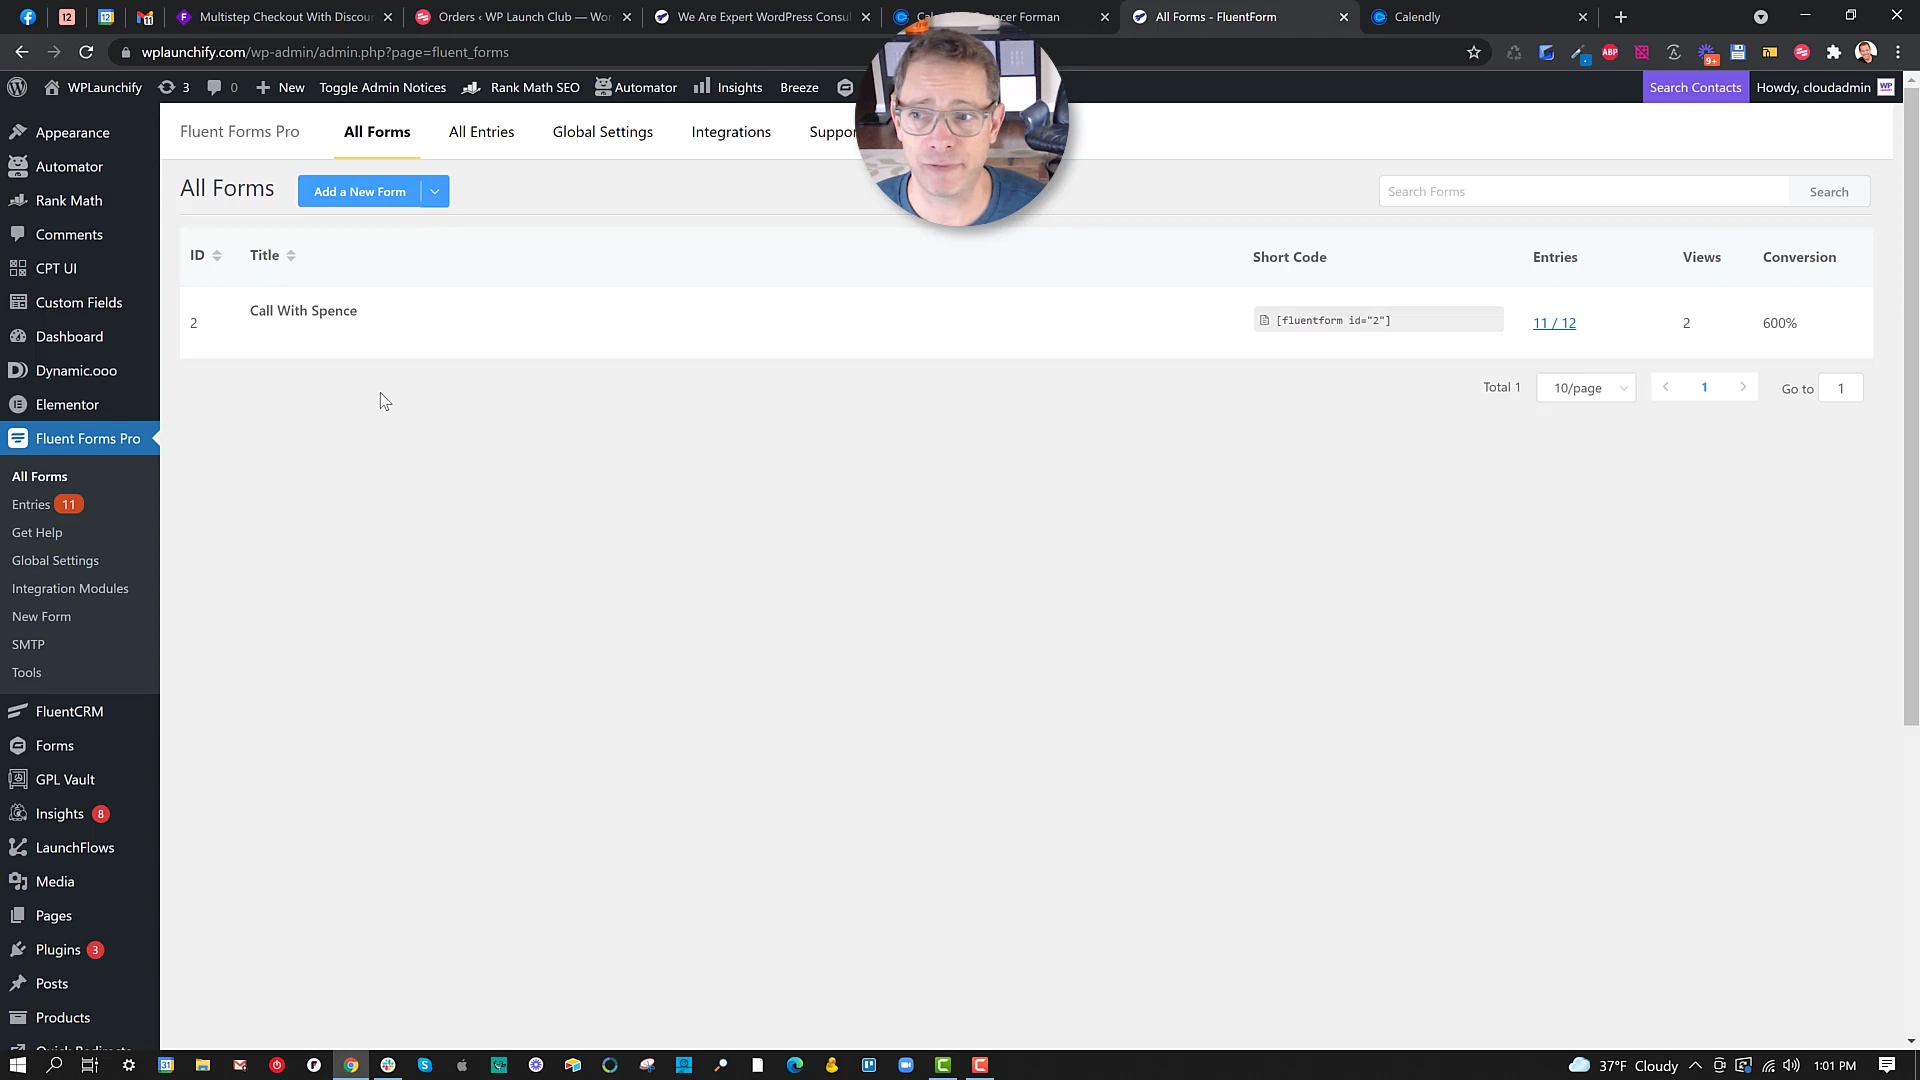 Multistep Checkout With Discou
Orders ‹ WP Launch Club — Wor
We Are Expert WordPress Consul
Spencer Forman
All Forms - FluentForm
Calendly
wplaunchify.com/wp-admin/admin.php?page=fluent_forms
ABP
9+
WPLaunchify
3
0
New
Toggle Admin Notices
Rank Math SEO
Automator
Insights
Breeze
Search Contacts
Howdy, cloudadmin
Appearance
Automator
Rank Math
Comments
CPT UI
Custom Fields
Dashboard
Dynamic.ooo
Elementor
Fluent Forms Pro
All Forms
Entries 11
Get Help
Global Settings
Integration Modules
New Form
SMTP
Tools
FluentCRM
Forms
GPL Vault
Insights 8
LaunchFlows
Media
Pages
Plugins 3
Posts
Products
Fluent Forms Pro
All Forms
All Entries
Global Settings
Integrations
Suppor
All Forms
Add a New Form
Search Forms
Search
ID
Title
Short Code
Entries
Views
Conversion
2
Call With Spence
[fluentform id="2"]
11 / 12
2
600%
Total 1
10/page
1
Go to
1
37°F Cloudy
1:01 PM